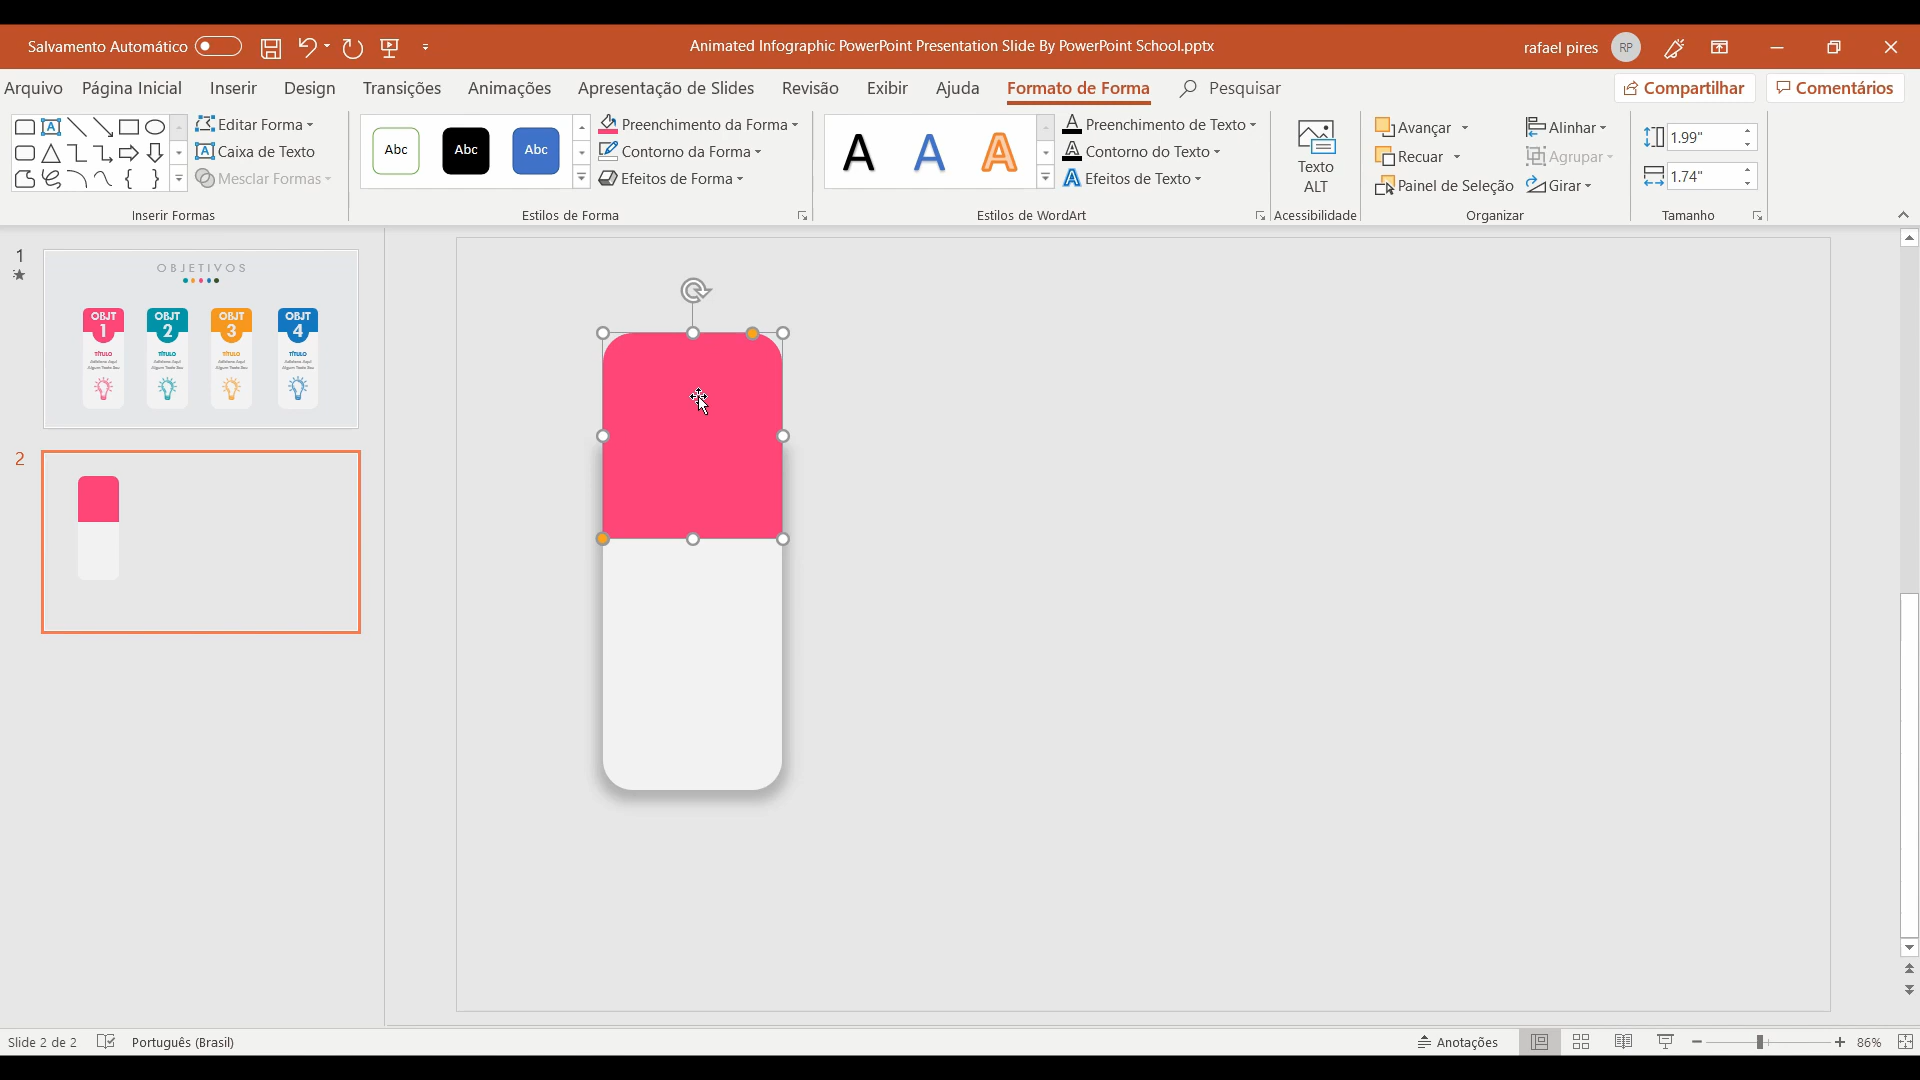 Salvamento Automático
Animated Infographic PowerPoint Presentation Slide By PowerPoint School.pptx
rafael pires RP
Arquivo Página Inicial Inserir Design Transições Animações Apresentação de Slides Revisão Exibir Ajuda Formato de Forma Pesquisar
Compartilhar Comentários
Editar Forma
Caixa de Texto
Mesclar Formas
Inserir Formas
Abc Abc Abc
Preenchimento da Forma
Contorno da Forma
Efeitos de Forma
Estilos de Forma
A A A
Preenchimento de Texto
Contorno do Texto
Efeitos de Texto
Estilos de WordArt
Texto
ALT
Acessibilidade
Avançar
Recuar
Painel de Seleção
Alinhar
Agrupar
Girar
Organizar
1.99"
1.74"
Tamanho
1
OBJETIVOS
OBJT OBJT OBJT OBJT
1 2 3 4
TÍTULO TÍTULO TÍTULO TÍTULO
2
Slide 2 de 2
Português (Brasil)
Anotações
86%